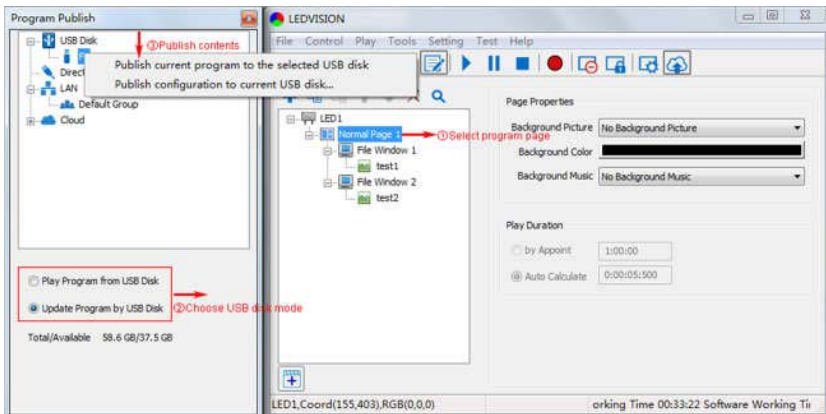 Program Publish
USB Disk
③Publish contents
Publish current program to the selected USB disk
Publish configuration to current USB disk...
Direct
LAN
Default Group
Cloud
Play Program from USB Disk
Update Program by USB Disk
②Choose USB disk mode
Total/Available 58.6 GB/37.5 GB
LEDVISION
File Control Play Tools Setting Test Help
LED1
Normal Page 1
①Select program page
File Window 1
test1
File Window 2
test2
Page Properties
Background Picture No Background Picture
Background Color
Background Music No Background Music
Play Duration
by Appoint 1:00:00
Auto Calculate 0:00:05:500
LED1,Coord(155,403),RGB(0,0,0)
orking Time 00:33:22 Software Working Ti